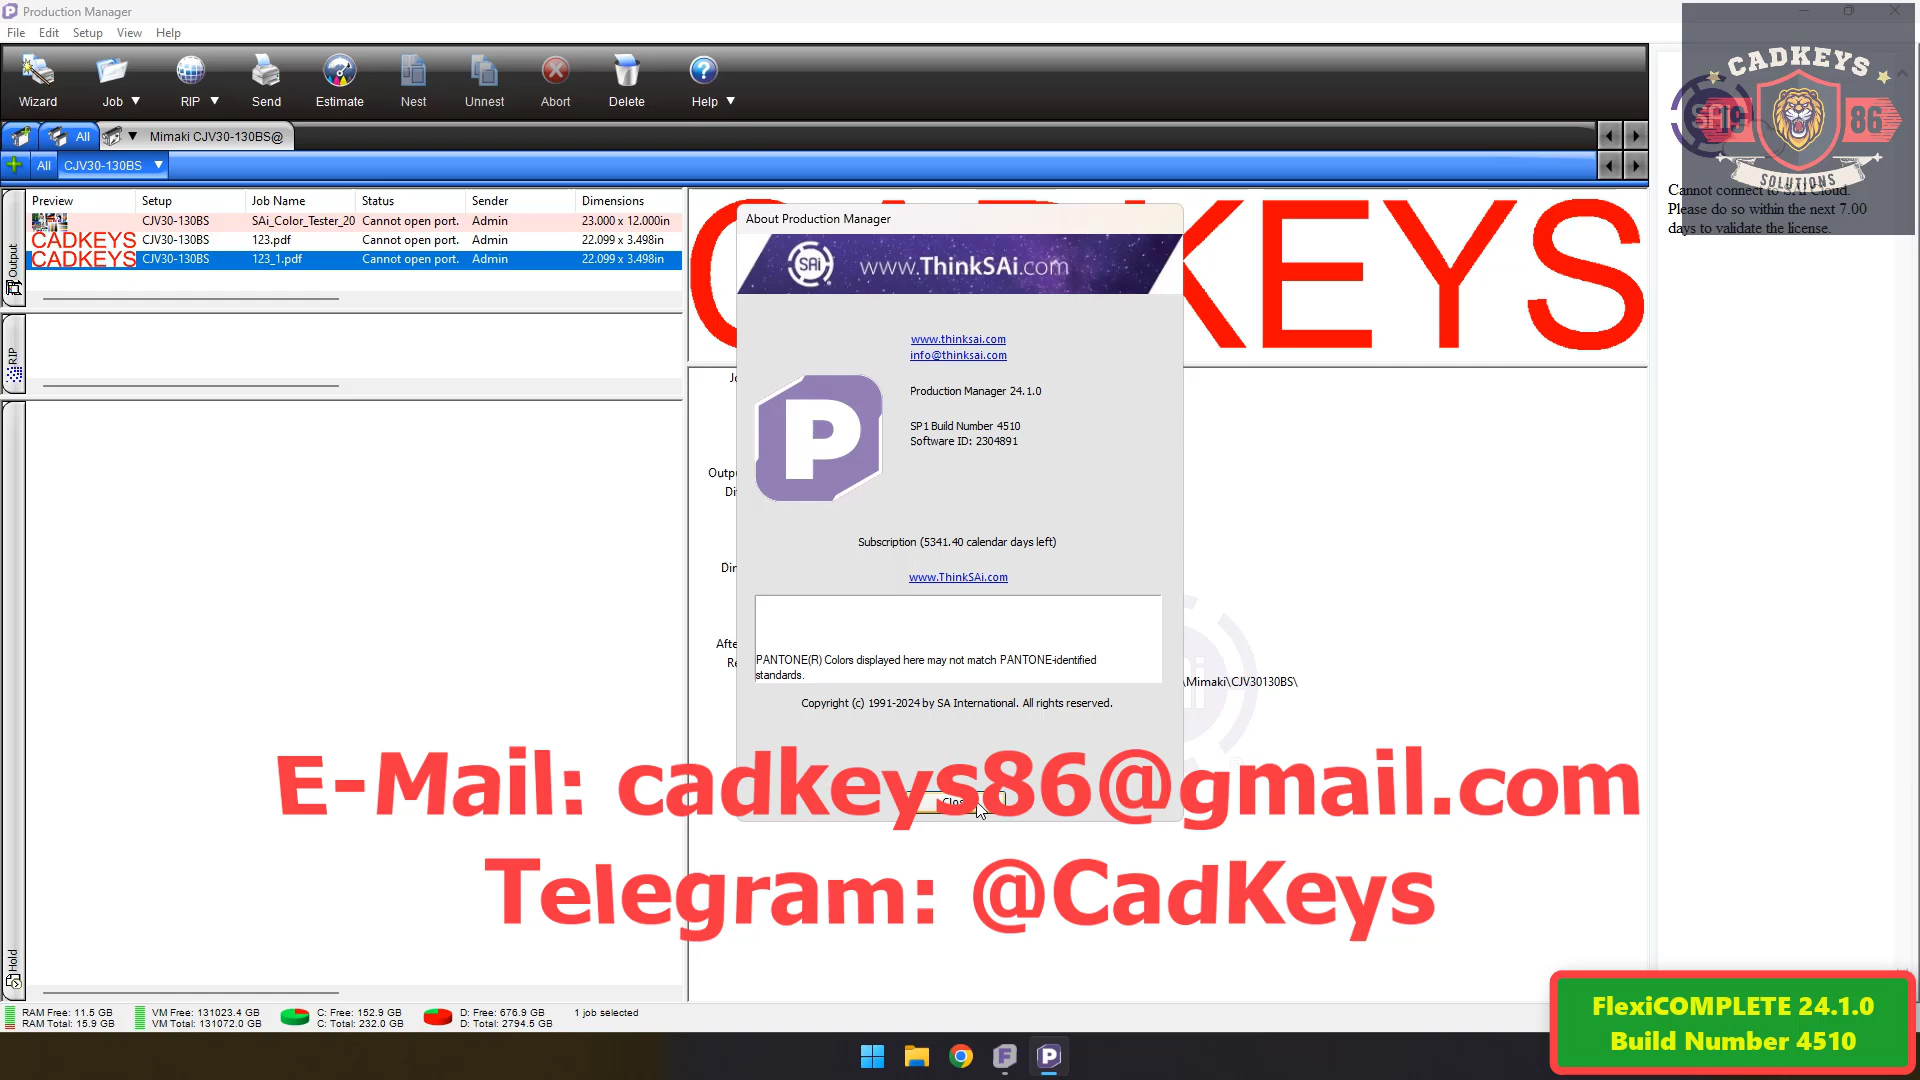 Production Manager
File Edit Setup View Help
Wizard Job RIP Send Estimate Nest Unnest Abort Delete Help
All Mimaki CJV30-130BS@
All CJV30-130BS
Preview Setup Job Name Status Sender Dimensions
CJV30-130BS SAi_Color_Tester_20 Cannot open port. Admin 23.000 x 12.000in
CADKEYS CJV30-130BS 123.pdf Cannot open port. Admin 22.099 x 3.498in
CADKEYS CJV30-130BS 123_1.pdf Cannot open port. Admin 22.099 x 3.498in
Output
RIP
Hold
KEYS
About Production Manager
SAi
www.ThinkSAi.com
www.thinksai.com
info@thinksai.com
P
Production Manager 24.1.0
SP1 Build Number 4510
Software ID: 2304891
Subscription (5341.40 calendar days left)
www.ThinkSAi.com
PANTONE(R) Colors displayed here may not match PANTONE-identified
standards.
Copyright (c) 1991-2024 by SA International. All rights reserved.
\Mimaki\CJV30130BS\
CADKEYS
SAi
19 86
SOLUTIONS
Cannot connect to SAi Cloud.
Please do so within the next 7.00
days to validate the license.
E-Mail: cadkeys86@gmail.com
Telegram: @CadKeys
RAM Free: 11.5 GB
RAM Total: 15.9 GB
VM Free: 131023.4 GB
VM Total: 131072.0 GB
C: Free: 152.9 GB
C: Total: 232.0 GB
D: Free: 676.9 GB
D: Total: 2794.5 GB
1 job selected
FlexiCOMPLETE 24.1.0
Build Number 4510